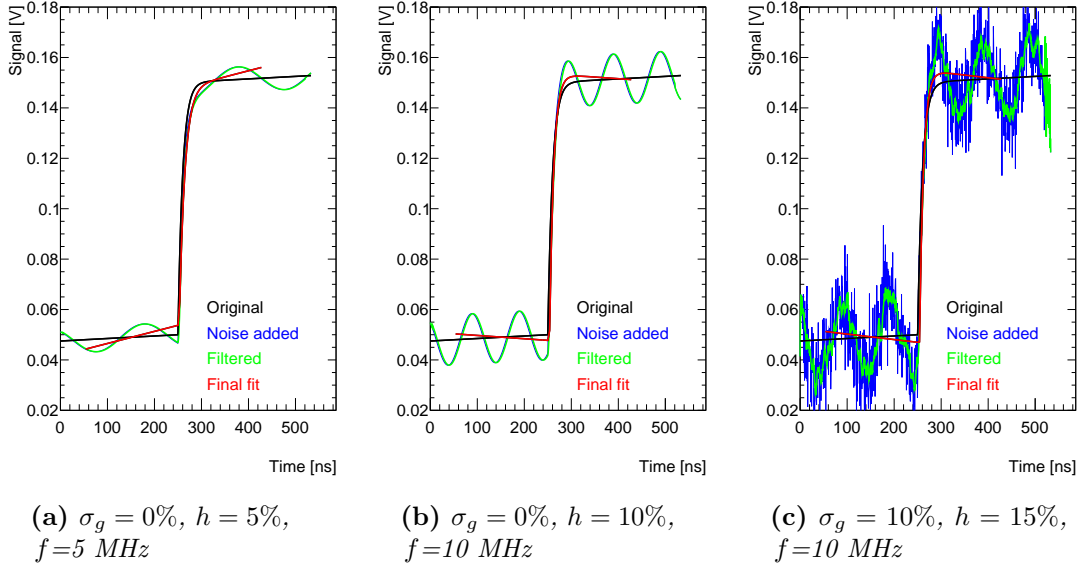 Signal [V]
0.18
0.16
0.14
0.12
0.1
0.08
0.06
0.04
0.02
0 100 200 300 400 500
Time [ns]
Original
Noise added
Filtered
Final fit
Signal [V]
0.18
0.16
0.14
0.12
0.1
0.08
0.06
0.04
0.02
0 100 200 300 400 500
Time [ns]
Original
Noise added
Filtered
Final fit
Signal [V]
0.18
0.16
0.14
0.12
0.1
0.08
0.06
0.04
0.02
0 100 200 300 400 500
Time [ns]
Original
Noise added
Filtered
Final fit
(a) σg = 0%, h = 5%,
f=5 MHz
(b) σg = 0%, h = 10%,
f=10 MHz
(c) σg = 10%, h = 15%,
f=10 MHz